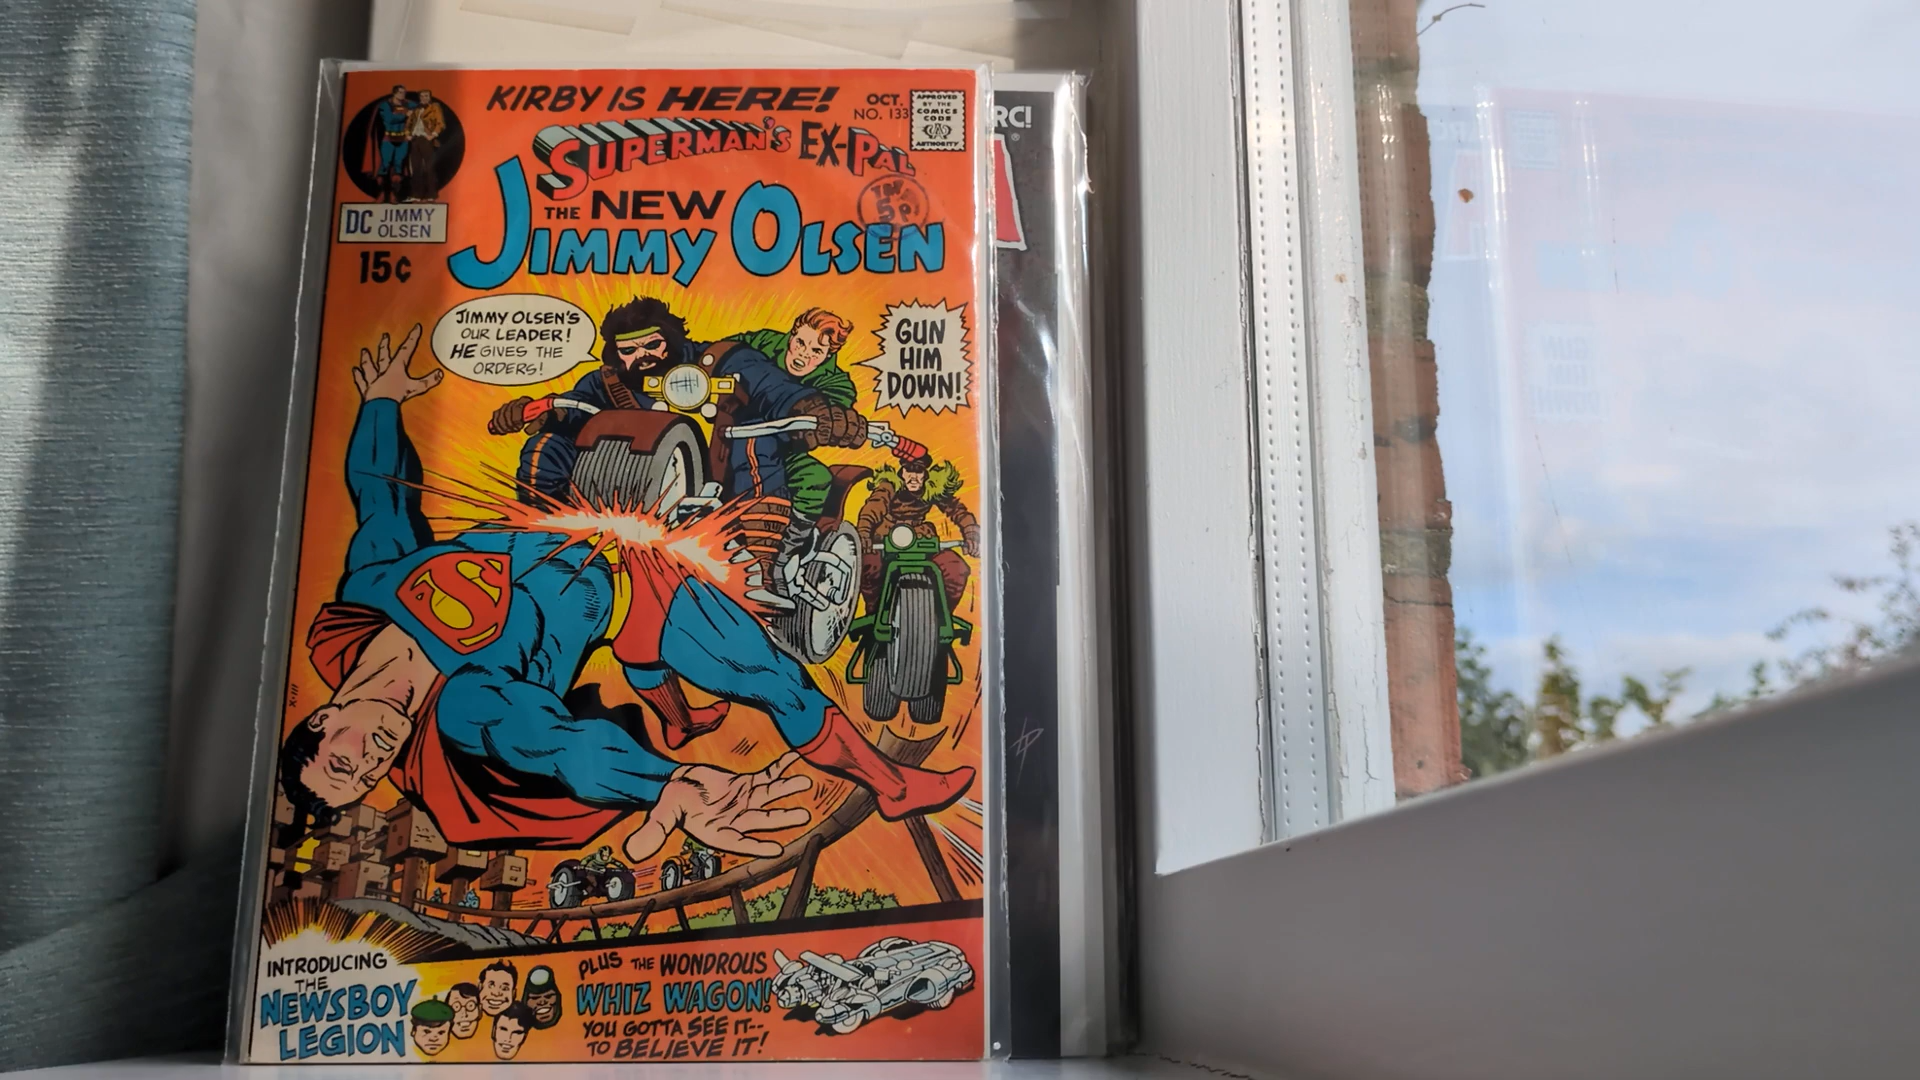 KIRBY IS HERE!
OCT.
NO. 133
APPROVED
BY THE
COMICS
CODE
CA
AUTHORITY
SUPERMAN'S EX-PAL
THE NEW
JIMMY OLSEN
5P
DC JIMMY
OLSEN
15¢
JIMMY OLSEN'S
OUR LEADER!
HE GIVES THE
ORDERS!
GUN
HIM
DOWN!
S
INTRODUCING
THE
NEWSBOY
LEGION
PLUS THE WONDROUS
WHIZ WAGON!
YOU GOTTA SEE IT--
TO BELIEVE IT!
RC!